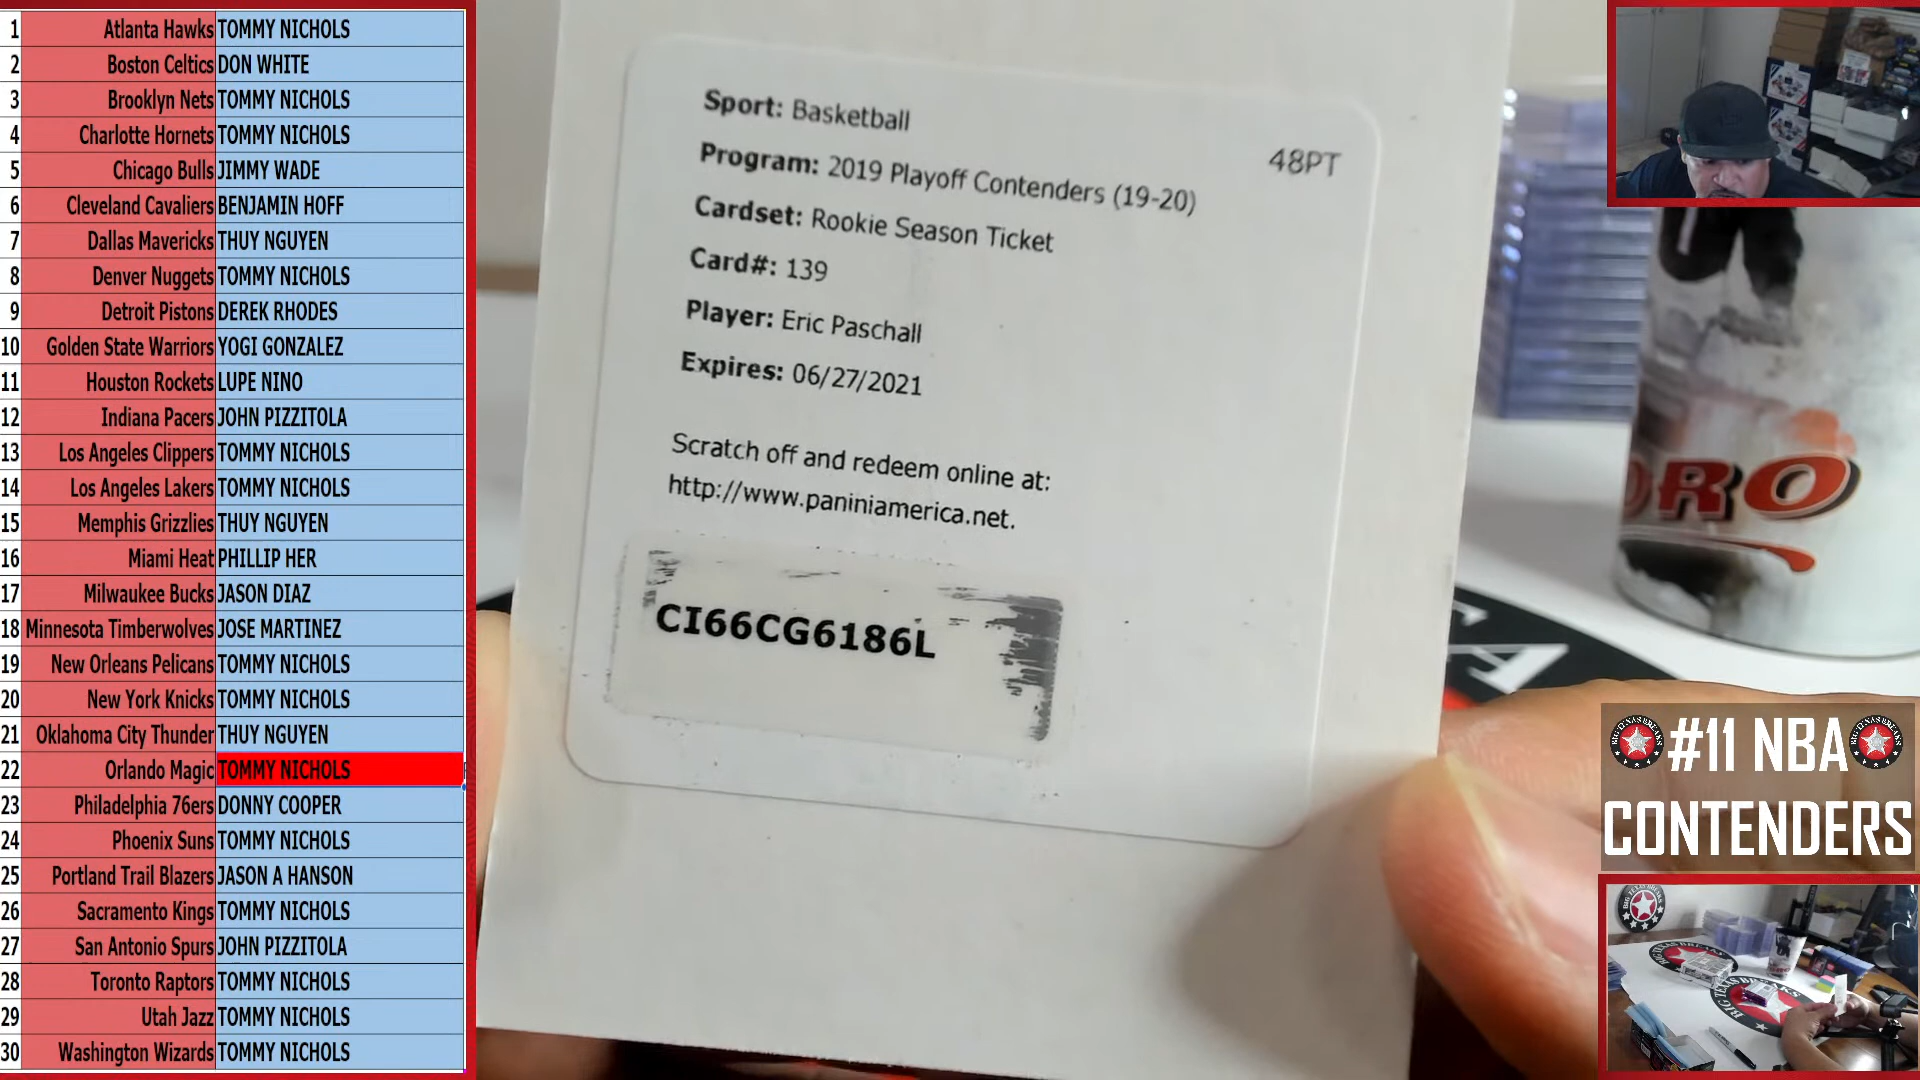 1 Atlanta Hawks TOMMY NICHOLS
2 Boston Celtics DON WHITE
3 Brooklyn Nets TOMMY NICHOLS
4 Charlotte Hornets TOMMY NICHOLS
5 Chicago Bulls JIMMY WADE
6 Cleveland Cavaliers BENJAMIN HOFF
7 Dallas Mavericks THUY NGUYEN
8 Denver Nuggets TOMMY NICHOLS
9 Detroit Pistons DEREK RHODES
10 Golden State Warriors YOGI GONZALEZ
11 Houston Rockets LUPE NINO
12 Indiana Pacers JOHN PIZZITOLA
13 Los Angeles Clippers TOMMY NICHOLS
14 Los Angeles Lakers TOMMY NICHOLS
15 Memphis Grizzlies THUY NGUYEN
16 Miami Heat PHILLIP HER
17 Milwaukee Bucks JASON DIAZ
18 Minnesota Timberwolves JOSE MARTINEZ
19 New Orleans Pelicans TOMMY NICHOLS
20 New York Knicks TOMMY NICHOLS
21 Oklahoma City Thunder THUY NGUYEN
22 Orlando Magic TOMMY NICHOLS
23 Philadelphia 76ers DONNY COOPER
24 Phoenix Suns TOMMY NICHOLS
25 Portland Trail Blazers JASON A HANSON
26 Sacramento Kings TOMMY NICHOLS
27 San Antonio Spurs JOHN PIZZITOLA
28 Toronto Raptors TOMMY NICHOLS
29 Utah Jazz TOMMY NICHOLS
30 Washington Wizards TOMMY NICHOLS
Sport: Basketball
48PT
Program: 2019 Playoff Contenders (19-20)
Cardset: Rookie Season Ticket
Card#: 139
Player: Eric Paschall
Expires: 06/27/2021
Scratch off and redeem online at:
http://www.paniniamerica.net.
CI66CG6186L
ORO
#11 NBA
CONTENDERS
BIG TEXAS BREAKS
BIG TEXAS BREAKS